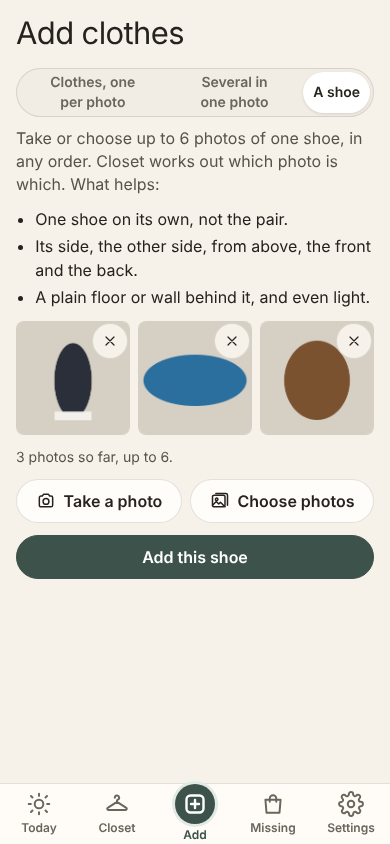 Add clothes
Clothes, one
per photo
Several in
one photo
A shoe
Take or choose up to 6 photos of one shoe, in
any order. Closet works out which photo is
which. What helps:
• One shoe on its own, not the pair.
• Its side, the other side, from above, the front
and the back.
• A plain floor or wall behind it, and even light.
3 photos so far, up to 6.
Take a photo
Choose photos
Add this shoe
Today
Closet
Add
Missing
Settings